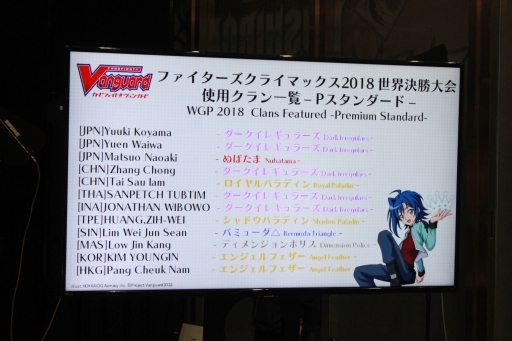 CARDFIGHT!!
Vanguard
カードファイト!! ヴァンガード
ファイターズクライマックス2018 世界決勝大会
使用クラン一覧 – Pスタンダード –
WGP 2018 Clans Featured -Premium Standard-
[JPN]Yuuki Koyama - ダークイレギュラーズ Dark Irregulars -
[JPN]Yuen Waiwa - ダークイレギュラーズ Dark Irregulars -
[JPN]Matsuo Naoaki - ぬばたま Nubatama -
[CHN]Zhang Chong - ダークイレギュラーズ Dark Irregulars -
[CHN]Tai Sau lam - ロイヤルパラディン Royal Paladin -
[THA]SANPETCH TUBTIM - ダークイレギュラーズ Dark Irregulars -
[INA]JONATHAN WIBOWO - ダークイレギュラーズ Dark Irregulars -
[TPE]HUANG,ZIH-WEI - シャドウパラディン Shadow Paladin -
[SIN]Lim Wei Jun Sean - バミューダ△ Bermuda Triangle -
[MAS]Low Jin Kang - ディメンジョンポリス Dimension Police -
[KOR]KIM YOUNGIN - エンジェルフェザー Angel Feather -
[HKG]Pang Cheuk Nam - エンジェルフェザー Angel Feather -